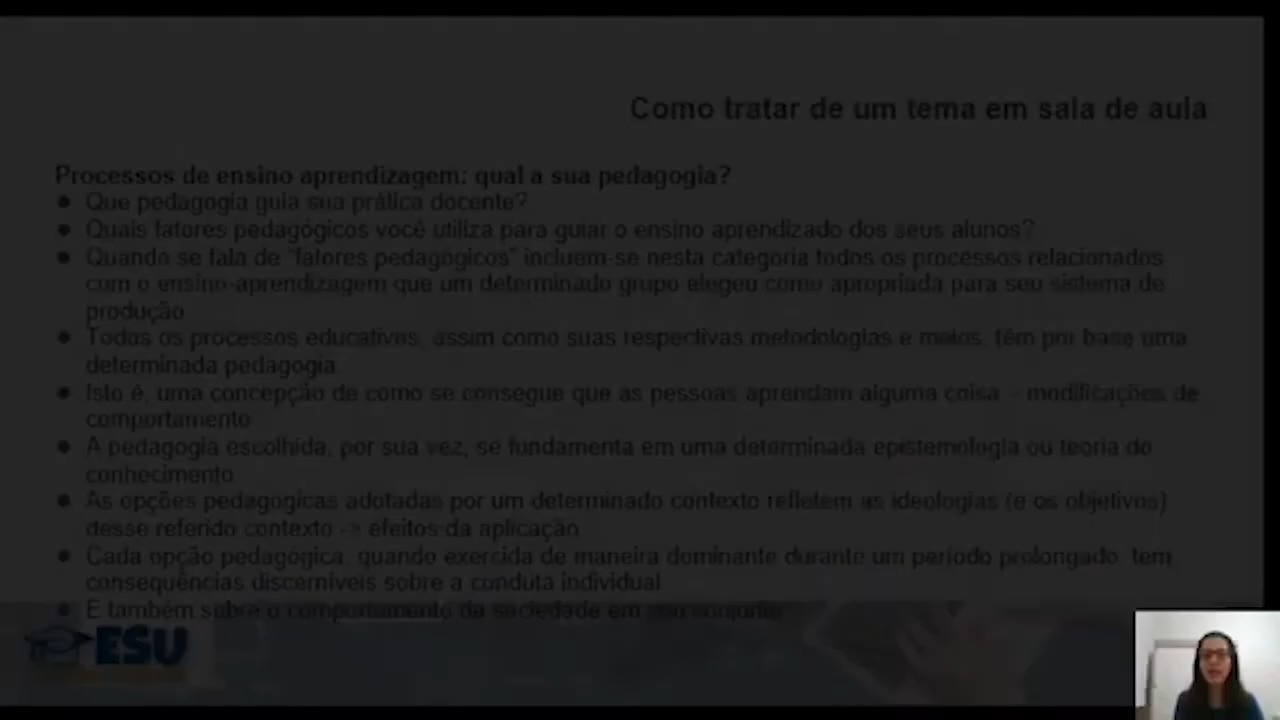 Como tratar de um tema em sala de aula
Processos de ensino aprendizagem: qual a sua pedagogia?
● Que pedagogia guia sua prática docente?
● Quais fatores pedagógicos você utiliza para guiar o ensino aprendizado dos seus alunos?
● Quando se fala de "fatores pedagógicos" incluem-se nesta categoria todos os processos relacionados
com o ensino-aprendizagem que um determinado grupo elegeu como apropriada para seu sistema de
produção
● Todos os processos educativos, assim como suas respectivas metodologias e meios, têm por base uma
determinada pedagogia
● Isto é, uma concepção de como se consegue que as pessoas aprendam alguma coisa - modificações de
comportamento
● A pedagogia escolhida, por sua vez, se fundamenta em uma determinada epistemologia ou teoria do
conhecimento
● As opções pedagógicas adotadas por um determinado contexto refletem as ideologias (e os objetivos)
desse referido contexto -> efeitos da aplicação
● Cada opção pedagógica, quando exercida de maneira dominante durante um período prolongado, tem
consequências discerníveis sobre a conduta individual
● E também sobre o comportamento da sociedade em seu conjunto
ESU